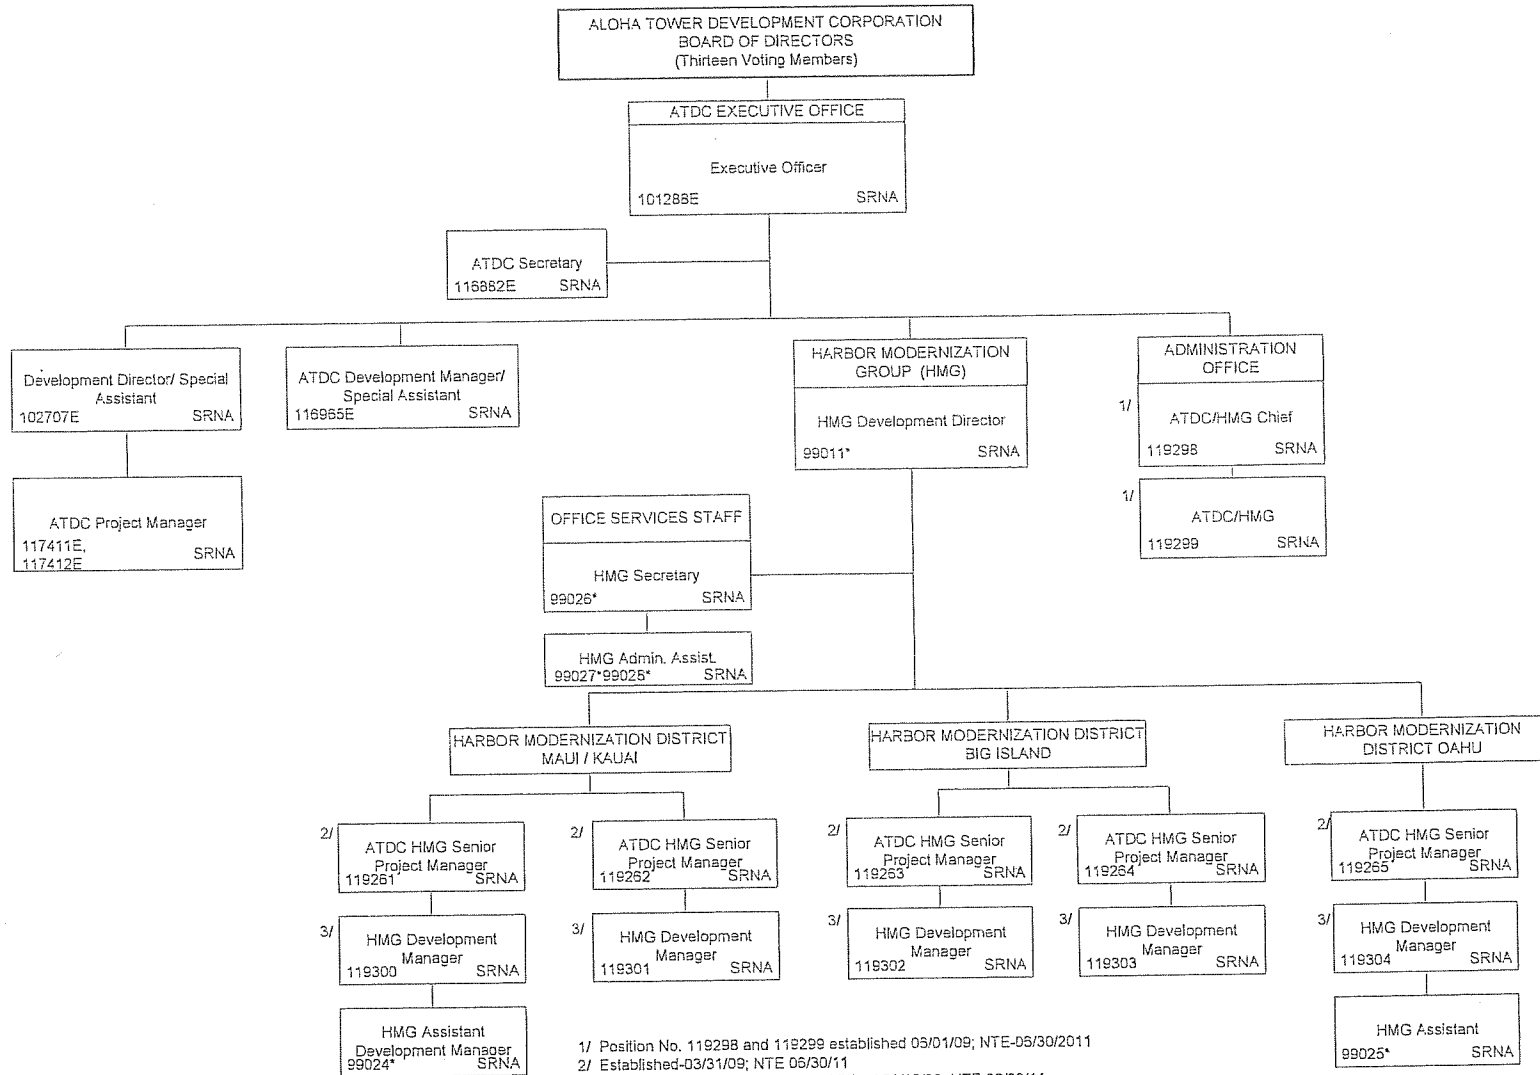 ALOHA TOWER DEVELOPMENT CORPORATION
BOARD OF DIRECTORS
(Thirteen Voting Members)
ATDC EXECUTIVE OFFICE
Executive Officer
101288E SRNA
ATDC Secretary
116882E SRNA
Development Director/ Special
Assistant
102707E SRNA
ATDC Development Manager/
Special Assistant
116965E SRNA
HARBOR MODERNIZATION
GROUP (HMG)
HMG Development Director
99011* SRNA
ADMINISTRATION
OFFICE
1/
ATDC/HMG Chief
119298 SRNA
ATDC Project Manager
117411E,
117412E SRNA
1/
ATDC/HMG
119299 SRNA
OFFICE SERVICES STAFF
HMG Secretary
99026* SRNA
HMG Admin. Assist.
99027*99028* SRNA
HARBOR MODERNIZATION DISTRICT
MAUI / KAUAI
HARBOR MODERNIZATION DISTRICT
BIG ISLAND
HARBOR MODERNIZATION
DISTRICT OAHU
2/
ATDC HMG Senior
Project Manager
119261 SRNA
2/
ATDC HMG Senior
Project Manager
119262 SRNA
2/
ATDC HMG Senior
Project Manager
119263 SRNA
2/
ATDC HMG Senior
Project Manager
119264 SRNA
2/
ATDC HMG Senior
Project Manager
119265 SRNA
3/
HMG Development
Manager
119300 SRNA
3/
HMG Development
Manager
119301 SRNA
3/
HMG Development
Manager
119302 SRNA
3/
HMG Development
Manager
119303 SRNA
3/
HMG Development
Manager
119304 SRNA
HMG Assistant
Development Manager
99024* SRNA
HMG Assistant
99025* SRNA
1/ Position No. 119298 and 119299 established 05/01/09; NTE-06/30/2011
2/ Established-03/31/09; NTE 06/30/11